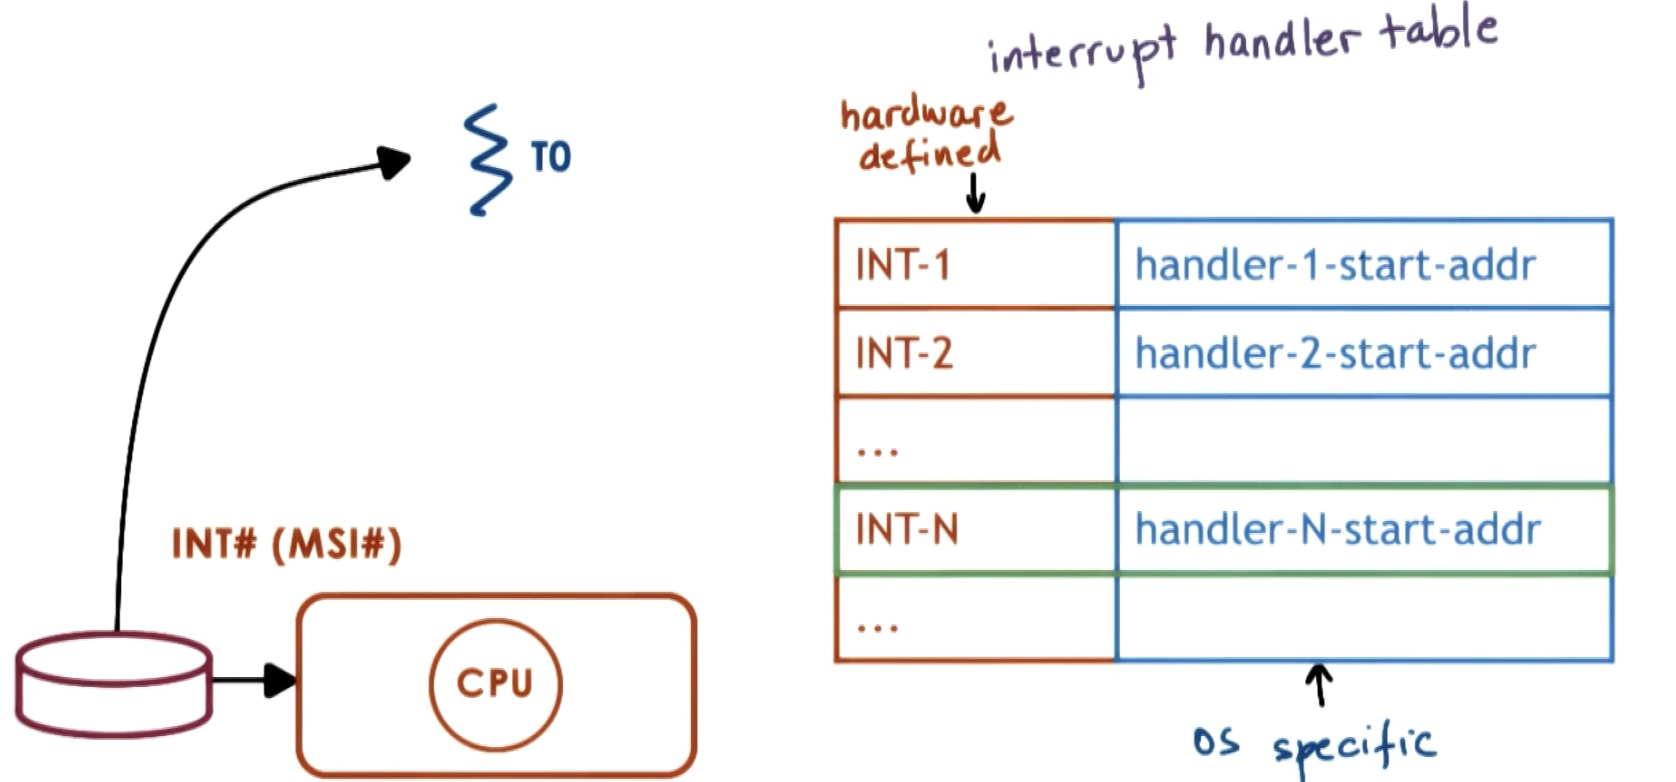 interrupt handler table
hardware
defined
T0
INT-1 handler-1-start-addr
INT-2 handler-2-start-addr
...
INT-N handler-N-start-addr
...
INT# (MSI#)
CPU
OS specific